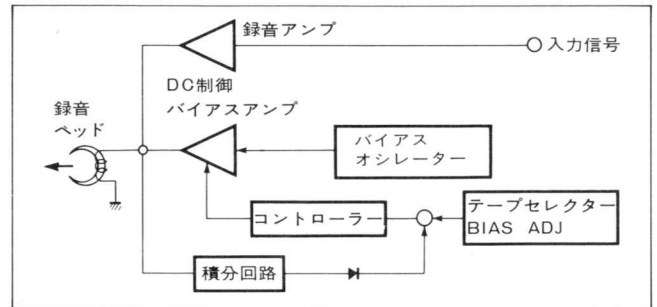 録音アンプ
入力信号
DC制御
バイアスアンプ
録音
ペッド
バイアス
オシレーター
コントローラー
テープセレクター
BIAS ADJ
積分回路